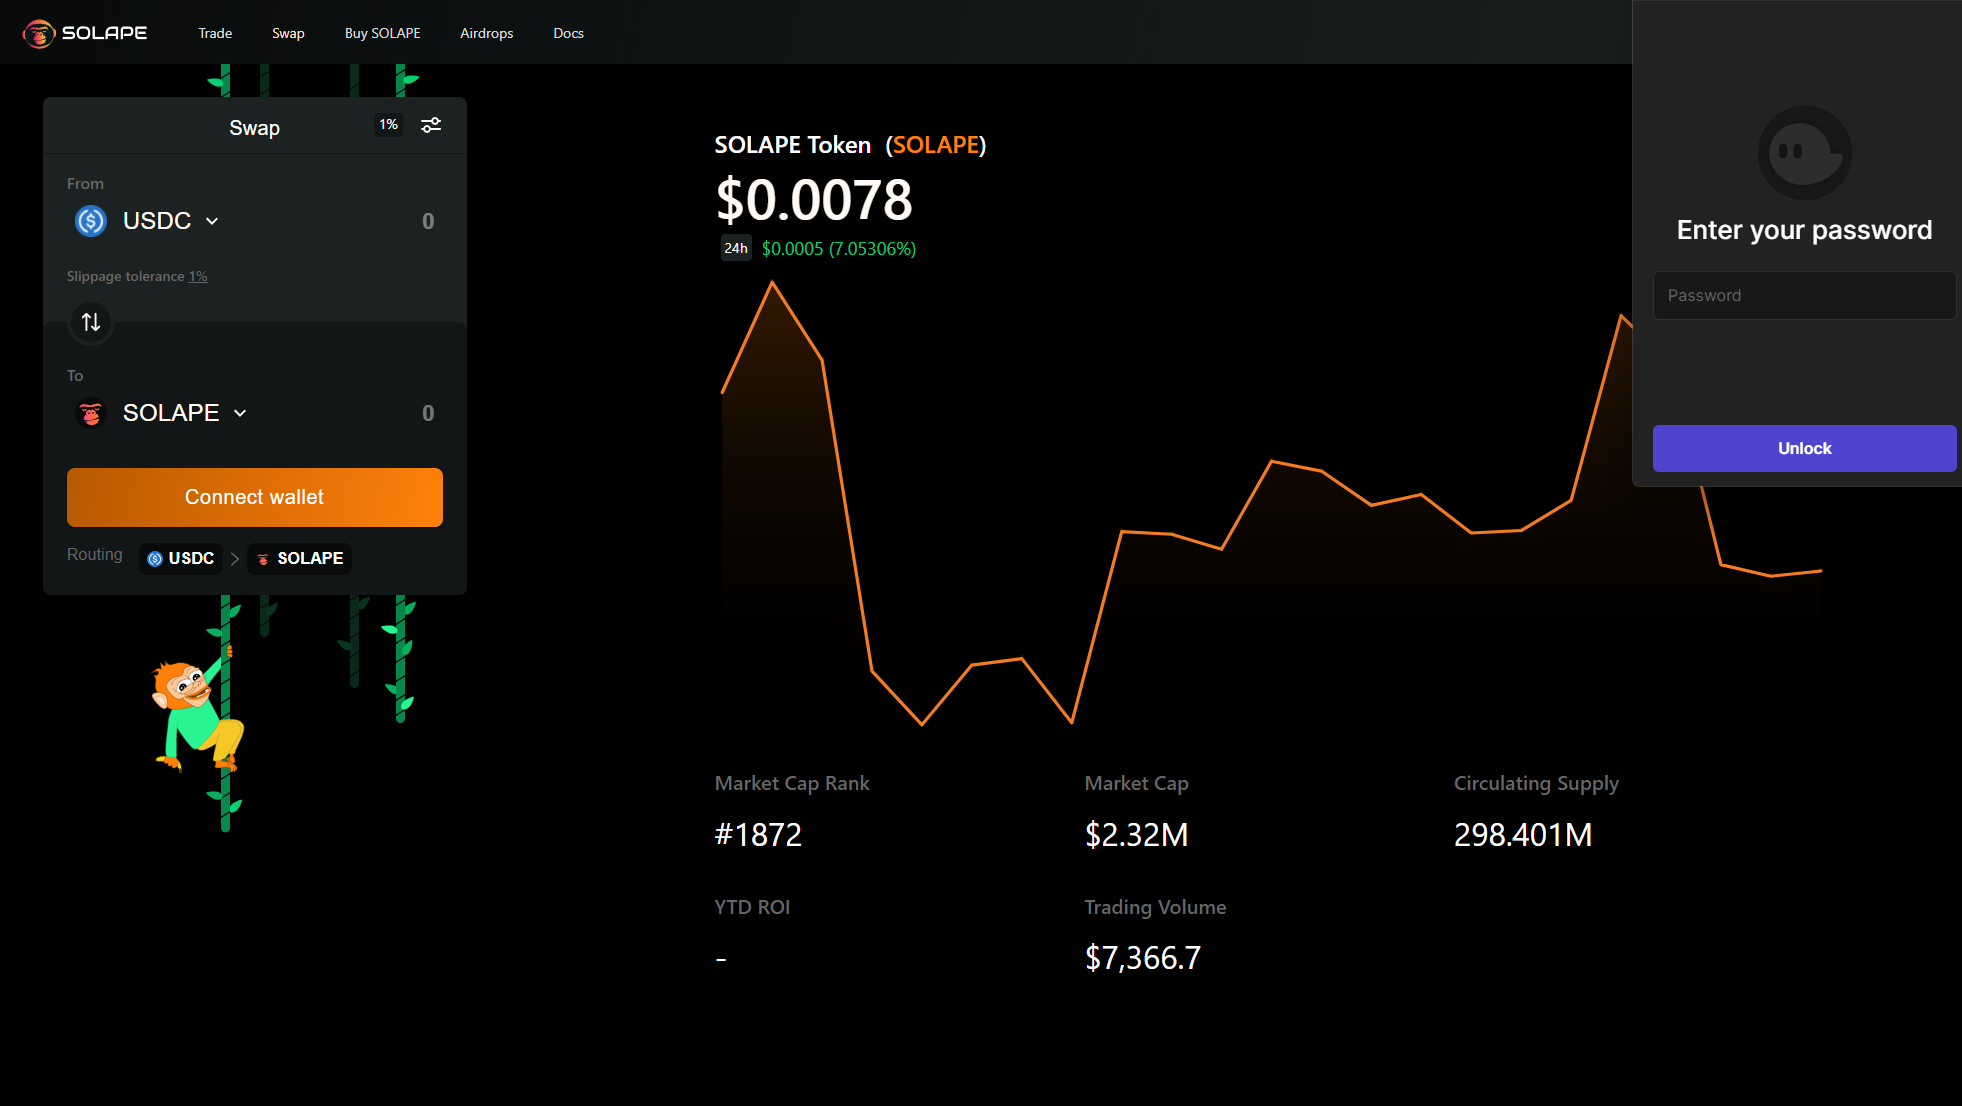 SOLAPE
Trade
Swap
Buy SOLAPE
Airdrops
Docs
Swap
1%
From
USDC
0
Slippage tolerance 1%
To
SOLAPE
0
Connect wallet
Routing
USDC
SOLAPE
SOLAPE Token (SOLAPE)
$0.0078
24h
$0.0005 (7.05306%)
Market Cap Rank
#1872
Market Cap
$2.32M
Circulating Supply
298.401M
YTD ROI
-
Trading Volume
$7,366.7
Enter your password
Password
Unlock